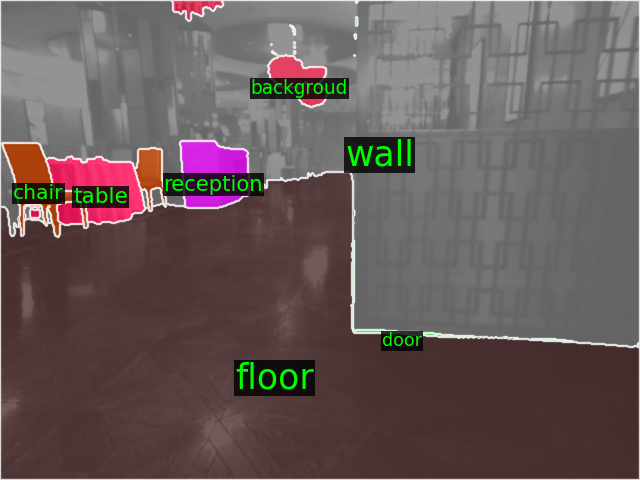 backgroud
wall
chair
table
reception
door
floor